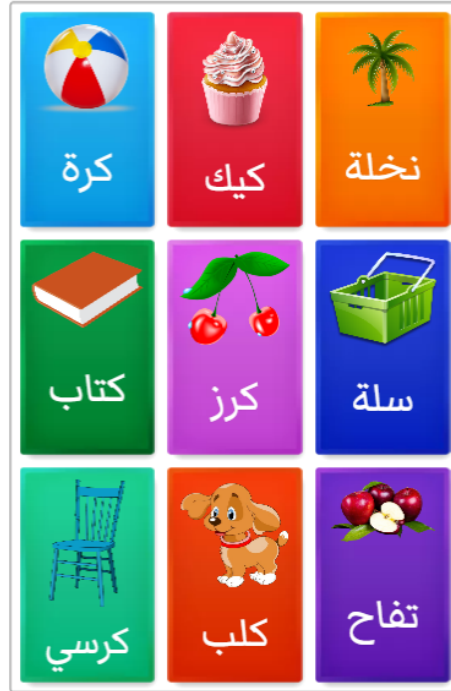 نخلة
كيك
كرة
سلة
كرز
كتاب
تفاح
كلب
كرسي